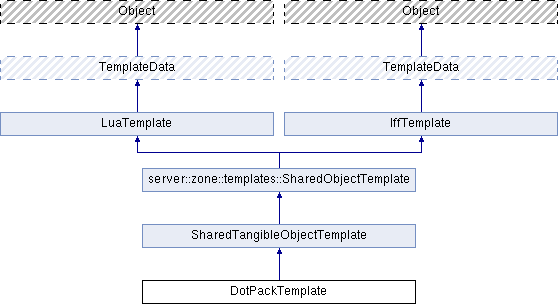 Object
Object
TemplateData
TemplateData
LuaTemplate
IffTemplate
server::zone::templates::SharedObjectTemplate
SharedTangibleObjectTemplate
DotPackTemplate